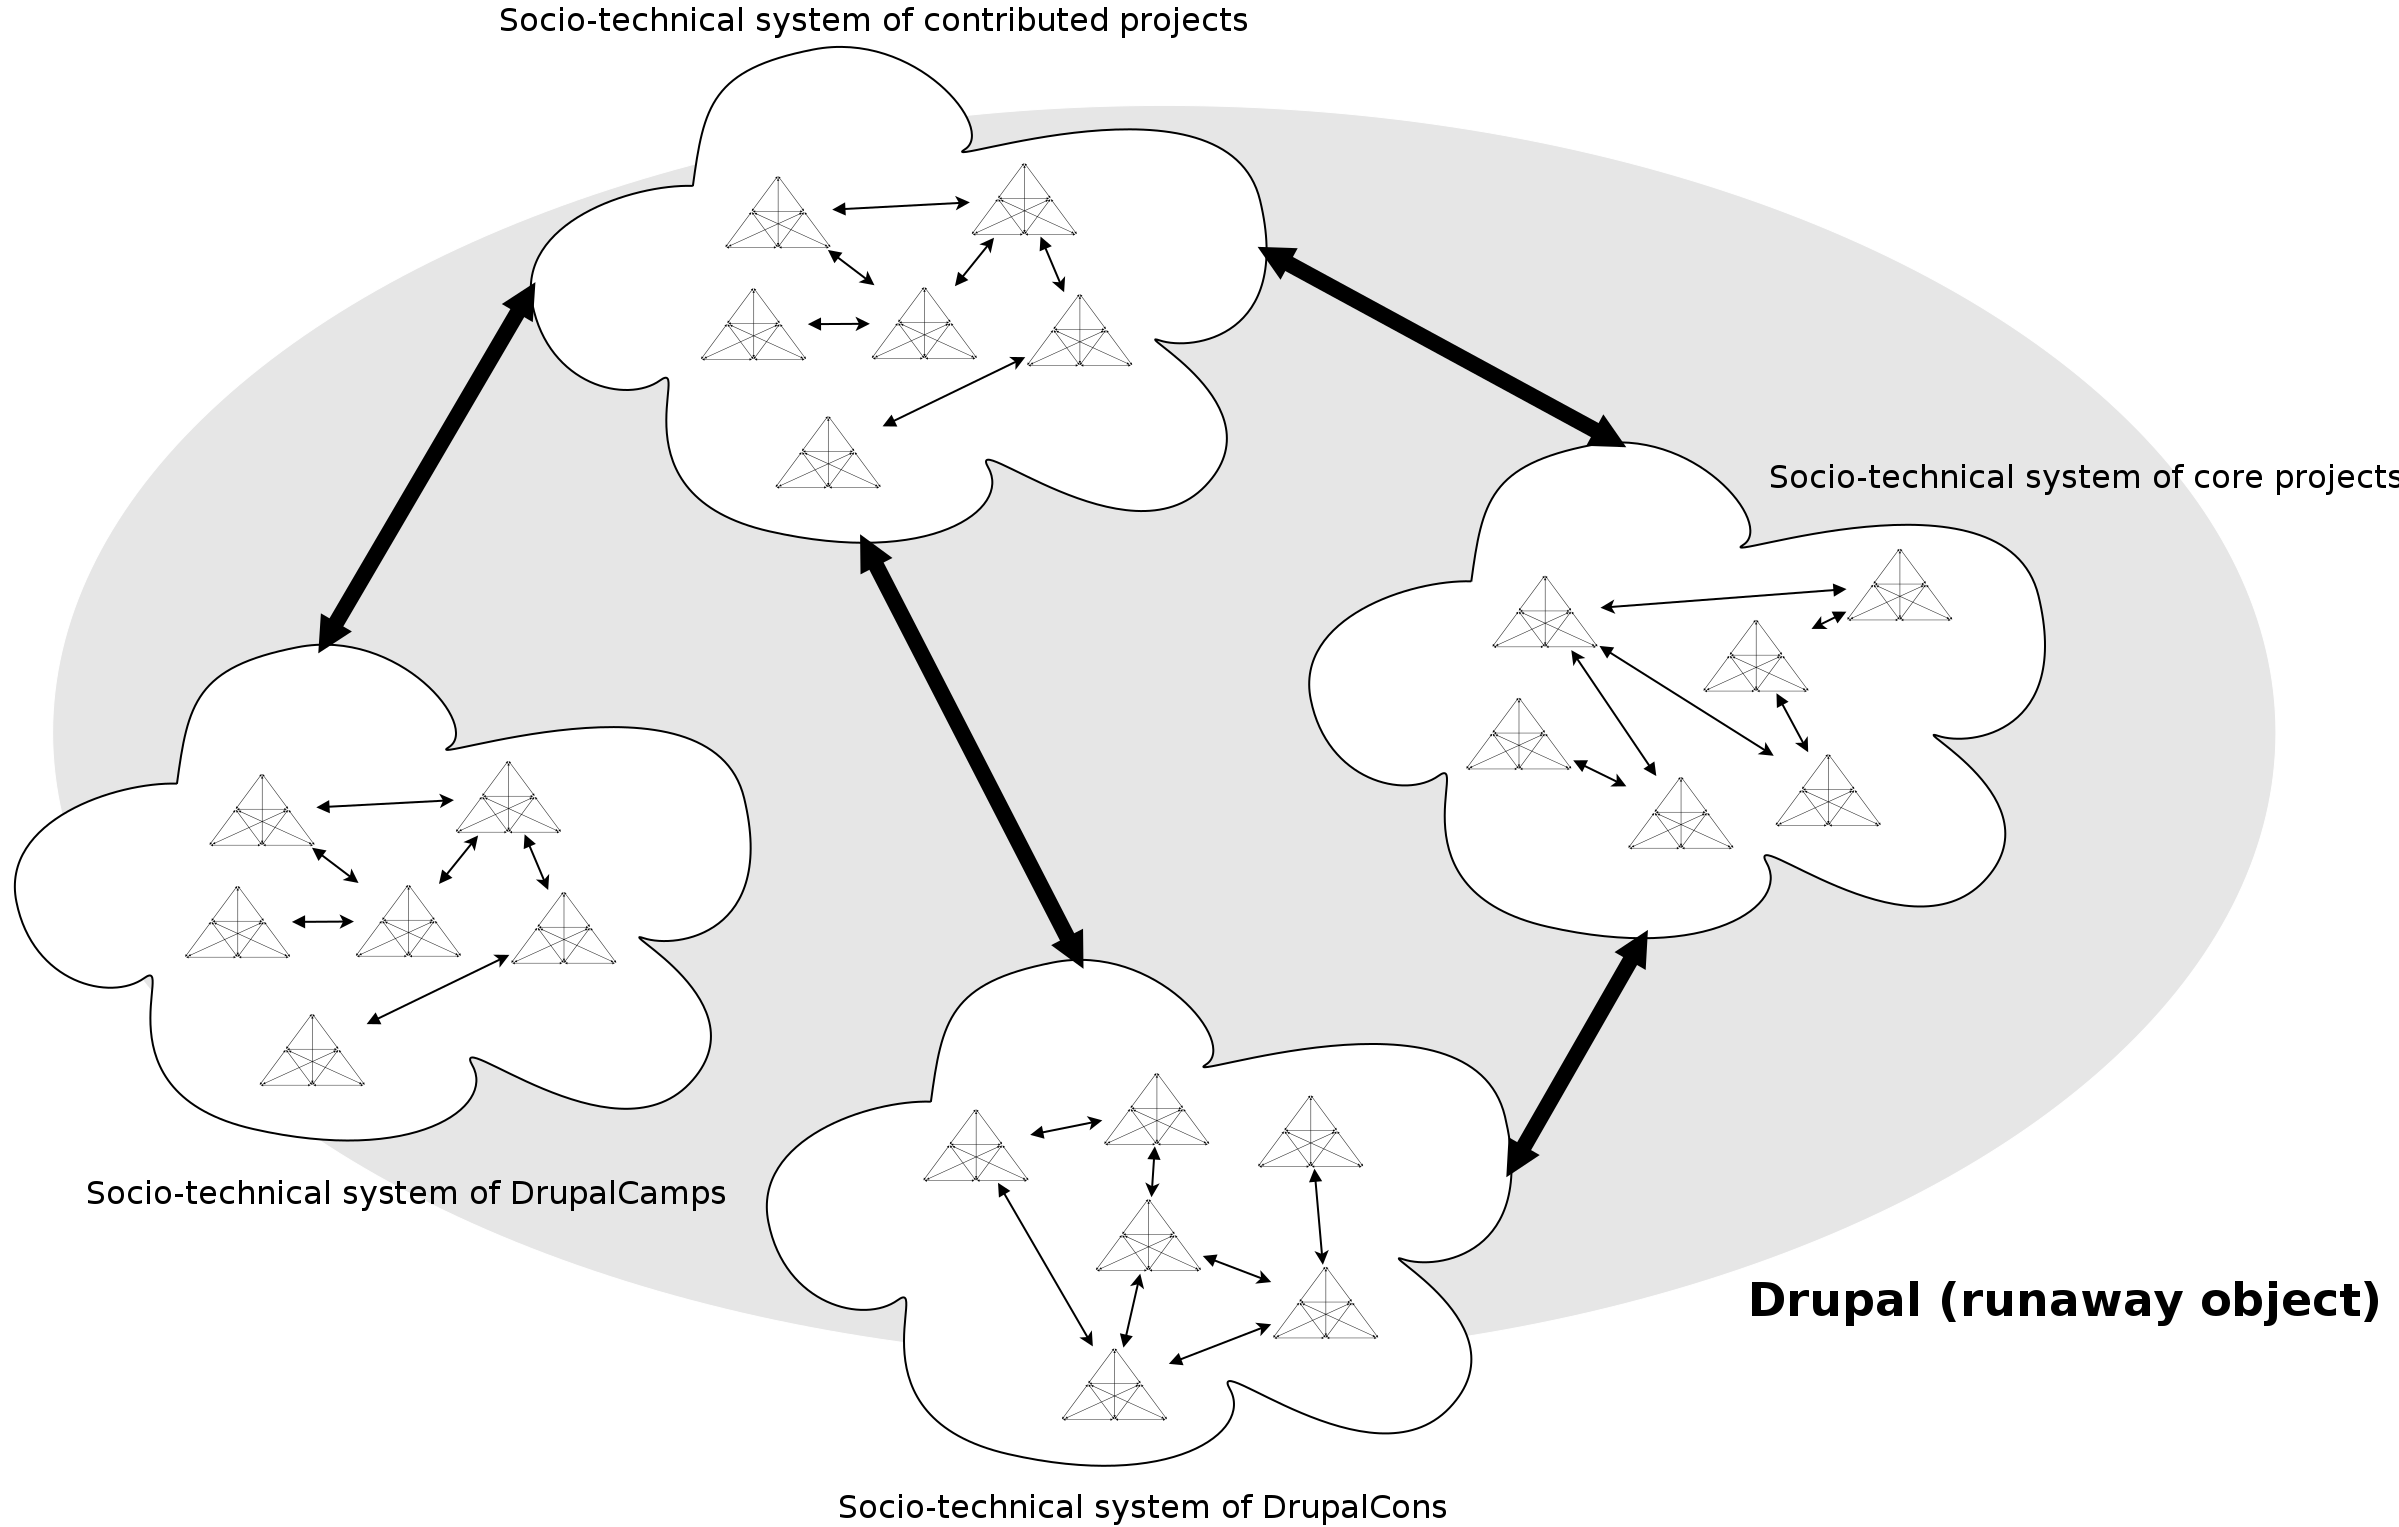 Socio-technical system of contributed projects
Socio-technical system of core projects
Socio-technical system of DrupalCamps
Drupal (runaway object)
Socio-technical system of DrupalCons